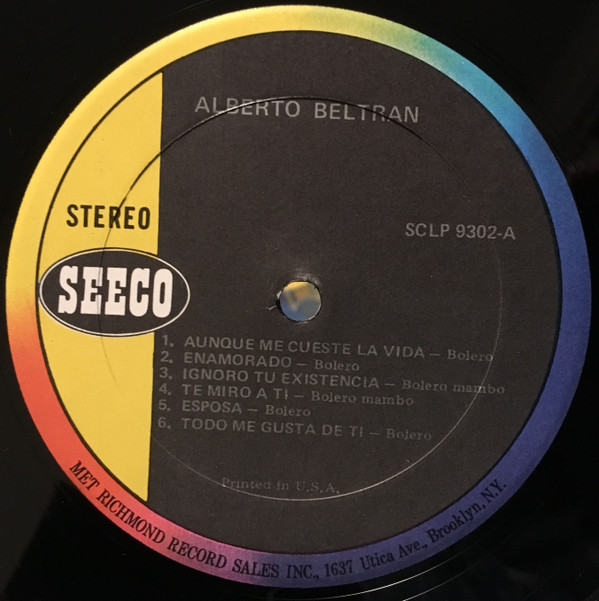 ALBERTO BELTRAN
STEREO
SCLP 9302-A
SEECO
1. AUNQUE ME CUESTE LA VIDA — Bolero
2. ENAMORADO — Bolero
3. IGNORO TU EXISTENCIA — Bolero mambo
4. TE MIRO A TI — Bolero mambo
5. ESPOSA — Bolero
6. TODO ME GUSTA DE TI — Bolero
Printed in U.S.A.
MET RICHMOND RECORD SALES INC., 1637 Utica Ave., Brooklyn, N.Y.